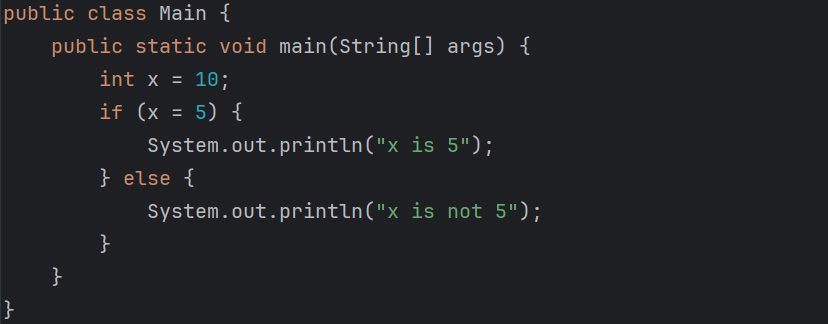 public class Main {
    public static void main(String[] args) {
        int x = 10;
        if (x = 5) {
            System.out.println("x is 5");
        } else {
            System.out.println("x is not 5");
        }
    }
}